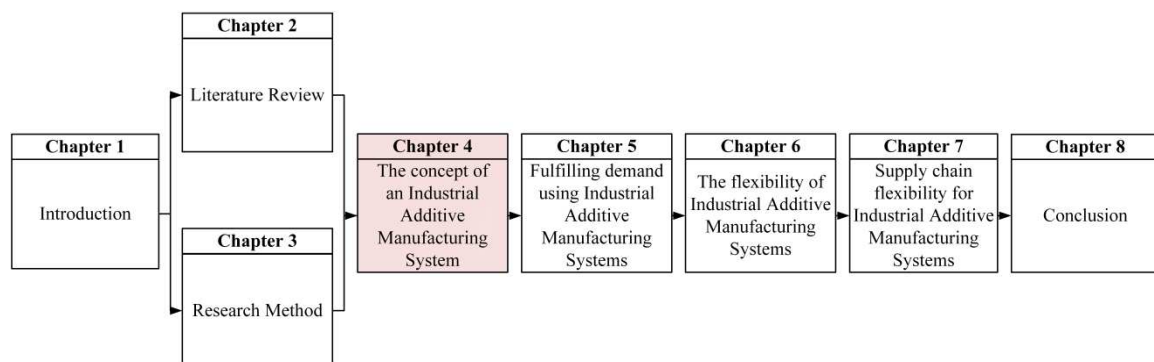 Chapter 1
Introduction
Chapter 2
Literature Review
Chapter 3
Research Method
Chapter 4
The concept of
an Industrial
Additive
Manufacturing
System
Chapter 5
Fulfilling demand
using Industrial
Additive
Manufacturing
Systems
Chapter 6
The flexibility of
Industrial Additive
Manufacturing
Systems
Chapter 7
Supply chain
flexibility for
Industrial Additive
Manufacturing
Systems
Chapter 8
Conclusion